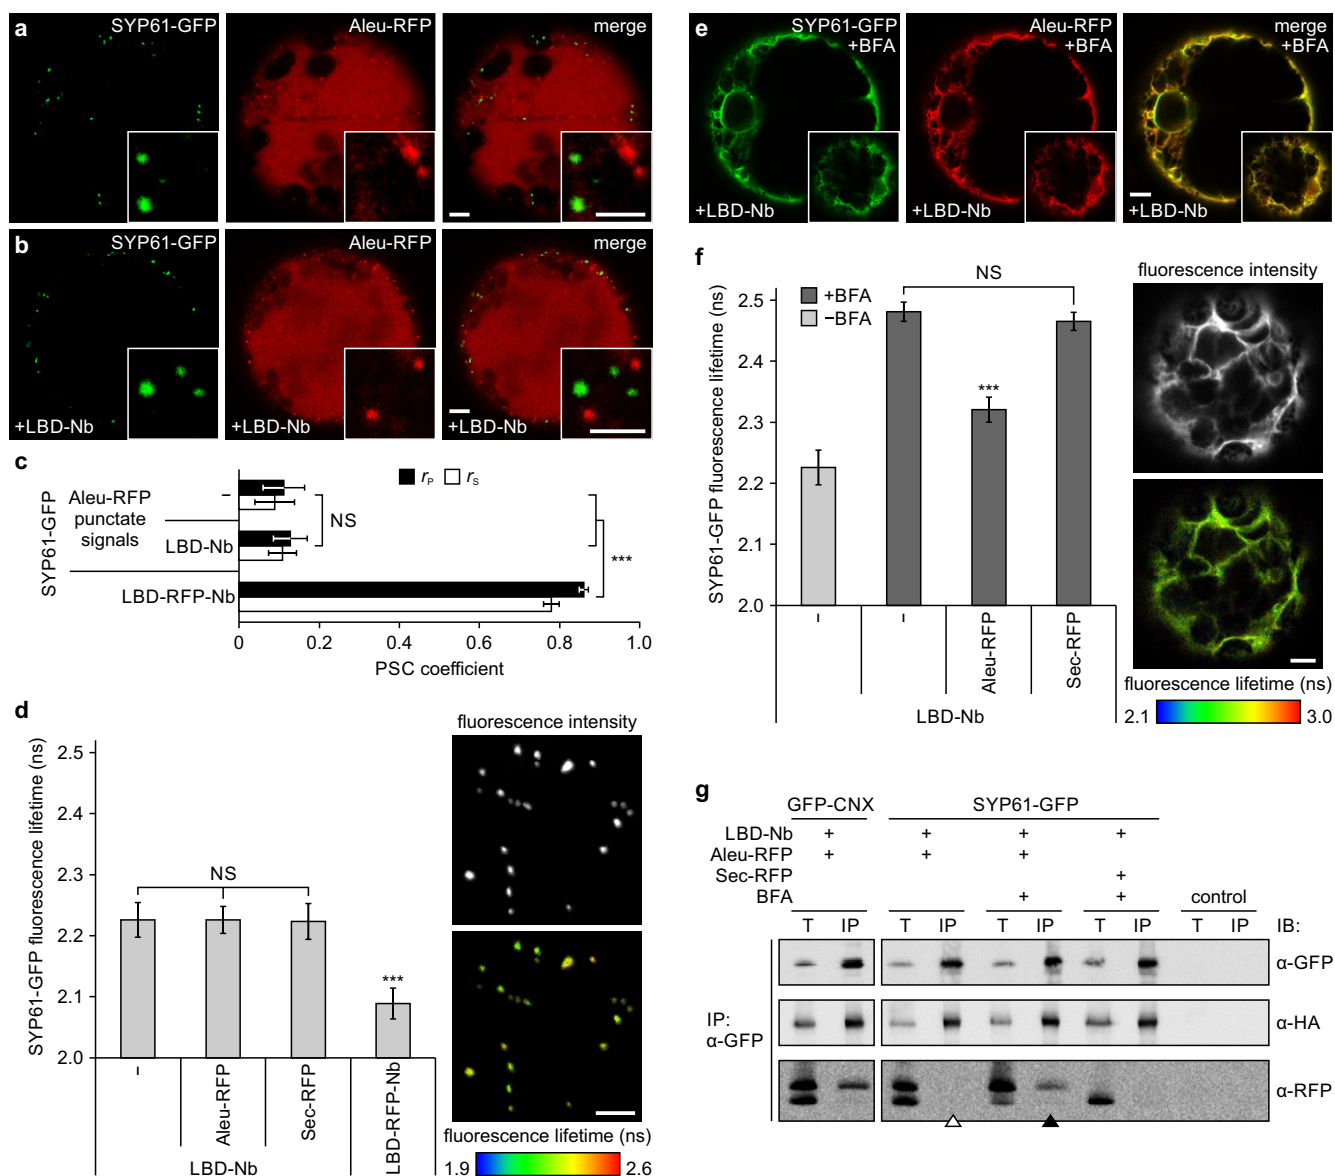 a
SYP61-GFP
Aleu-RFP
merge
b
SYP61-GFP
Aleu-RFP
merge
+LBD-Nb
+LBD-Nb
+LBD-Nb
c
rP
rS
SYP61-GFP
Aleu-RFP
punctate
signals
–
LBD-Nb
LBD-RFP-Nb
NS
***
0
0.2
0.4
0.6
0.8
1.0
PSC coefficient
d
SYP61-GFP fluorescence lifetime (ns)
2.5
2.4
2.3
2.2
2.1
2.0
NS
***
–
Aleu-RFP
Sec-RFP
LBD-RFP-Nb
LBD-Nb
fluorescence intensity
fluorescence lifetime (ns)
1.9
2.6
e
SYP61-GFP
+BFA
Aleu-RFP
+BFA
merge
+BFA
+LBD-Nb
+LBD-Nb
+LBD-Nb
f
SYP61-GFP fluorescence lifetime (ns)
2.5
2.4
2.3
2.2
2.1
2.0
+BFA
–BFA
NS
***
–
–
Aleu-RFP
Sec-RFP
LBD-Nb
fluorescence intensity
fluorescence lifetime (ns)
2.1
3.0
g
GFP-CNX
SYP61-GFP
LBD-Nb + + + +
Aleu-RFP + + +
Sec-RFP +
BFA + + control
T IP T IP T IP T IP T IP IB:
α-GFP
IP:
α-GFP
α-HA
α-RFP